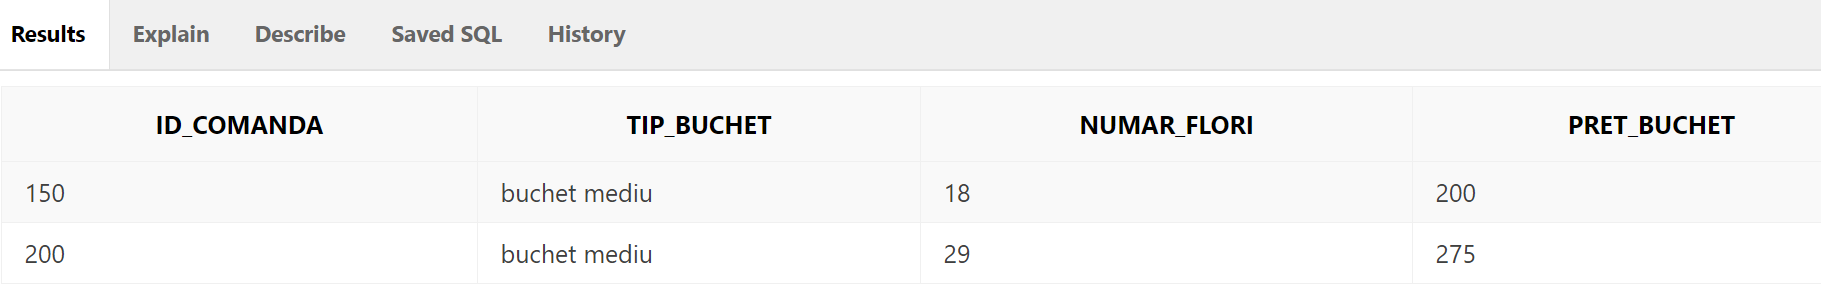 Results Explain Describe Saved SQL History
ID_COMANDA TIP_BUCHET NUMAR_FLORI PRET_BUCHET
150 buchet mediu 18 200
200 buchet mediu 29 275